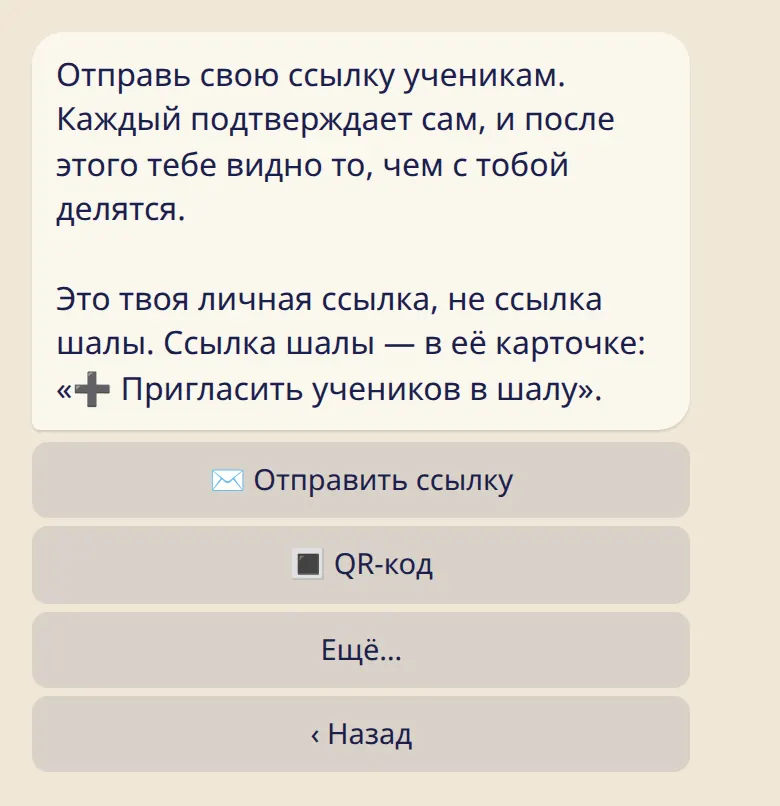 Отправь свою ссылку ученикам.
Каждый подтверждает сам, и после
этого тебе видно то, чем с тобой
делятся.
Это твоя личная ссылка, не ссылка
шалы. Ссылка шалы — в её карточке:
«➕ Пригласить учеников в шалу».
✉️ Отправить ссылку
🔳 QR-код
Ещё...
‹ Назад